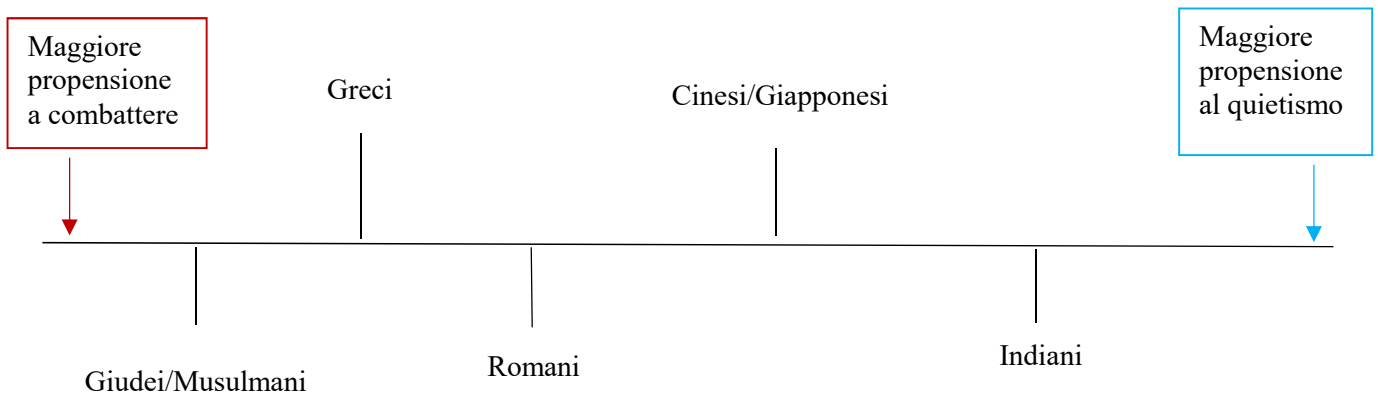 Maggiore
propensione
a combattere
Greci
Cinesi/Giapponesi
Maggiore
propensione
al quietismo
Giudei/Musulmani
Romani
Indiani